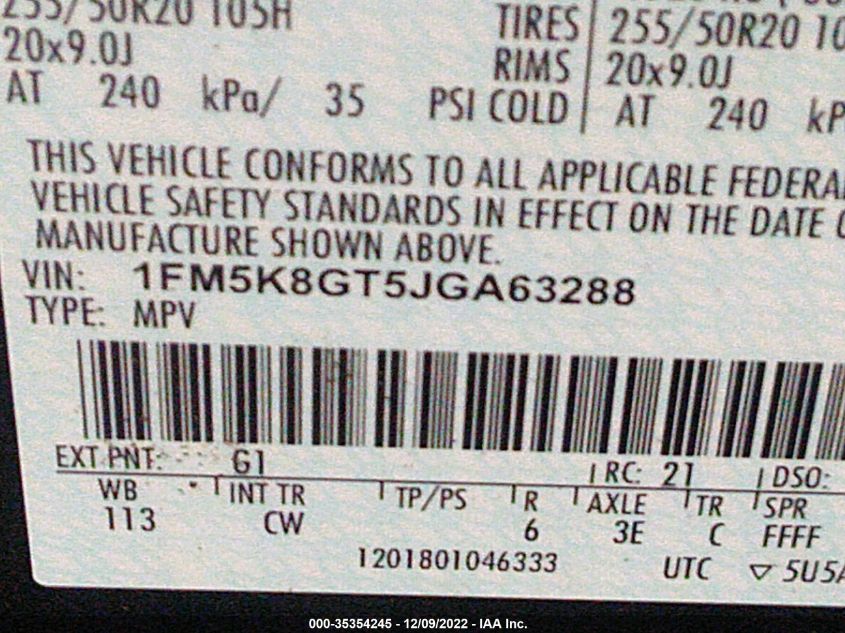 255/50R20 105H TIRES 255/50R20 10
20x9.0J RIMS 20x9.0J
AT 240 kPa/ 35 PSI COLD AT 240 kP
THIS VEHICLE CONFORMS TO ALL APPLICABLE FEDERAL
VEHICLE SAFETY STANDARDS IN EFFECT ON THE DATE O
MANUFACTURE SHOWN ABOVE.
VIN: 1FM5K8GT5JGA63288
TYPE: MPV
EXT PNT: G1 RC: 21 DSO:
WB INT TR TP/PS R AXLE TR SPR
113 CW 6 3E C FFFF
1201801046333
UTC ▽ 5U5A
000-35354245 - 12/09/2022 - IAA Inc.